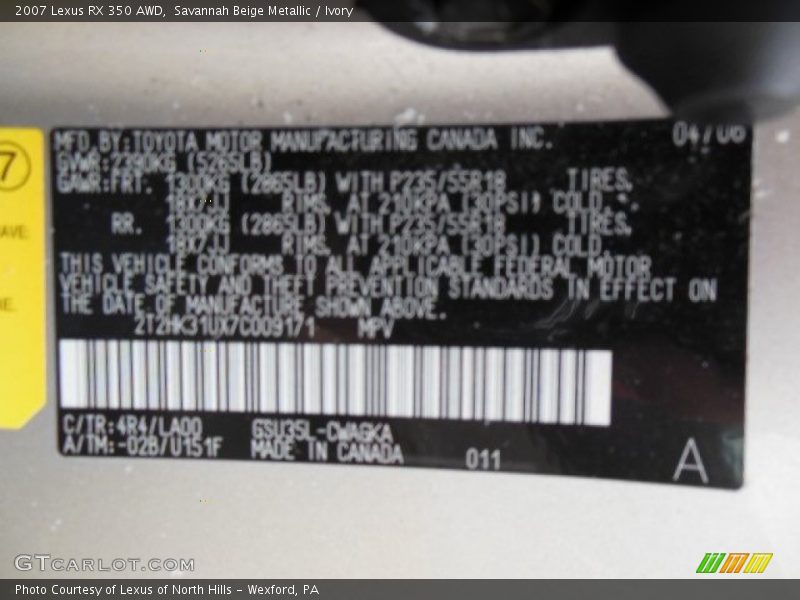 2007 Lexus RX 350 AWD, Savannah Beige Metallic / Ivory
MFD.BY:TOYOTA MOTOR MANUFACTURING CANADA INC. 04/06
GVWR:2390KG (5265LB)
GAWR:FRT. 1300KG (2865LB) WITH P235/55R18 TIRES,
18X7JJ RIMS, AT 210KPA (30PSI) COLD.
RR. 1300KG (2865LB) WITH P235/55R18 TIRES,
18X7JJ RIMS, AT 210KPA (30PSI) COLD.
THIS VEHICLE CONFORMS TO ALL APPLICABLE FEDERAL MOTOR
VEHICLE SAFETY AND THEFT PREVENTION STANDARDS IN EFFECT ON
THE DATE OF MANUFACTURE SHOWN ABOVE.
2T2HK31UX7C009171 MPV
C/TR:4R4/LA00 GSU35L-CWAGKA
A/TM:-02B/U151F MADE IN CANADA 011
A
7
AVE
E.
GTCarLot.com
Photo Courtesy of Lexus of North Hills - Wexford, PA